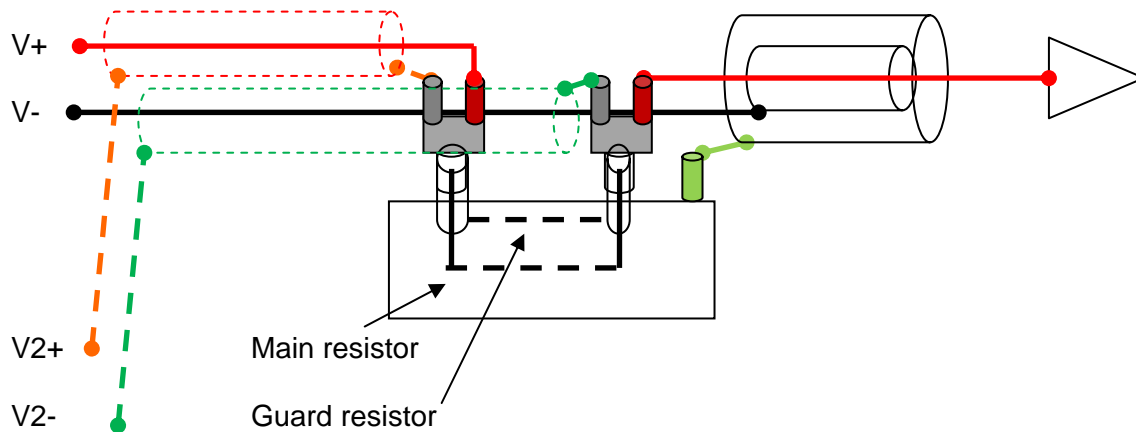 V+
V-
V2+
Main resistor
V2-
Guard resistor